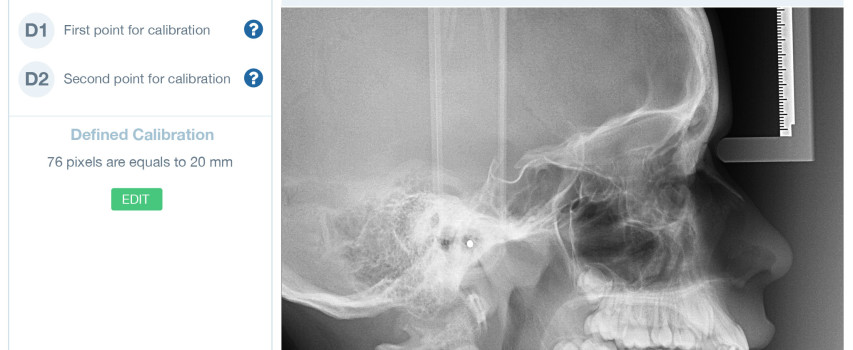 D1 First point for calibration ?
D2 Second point for calibration ?
Defined Calibration
76 pixels are equals to 20 mm
EDIT